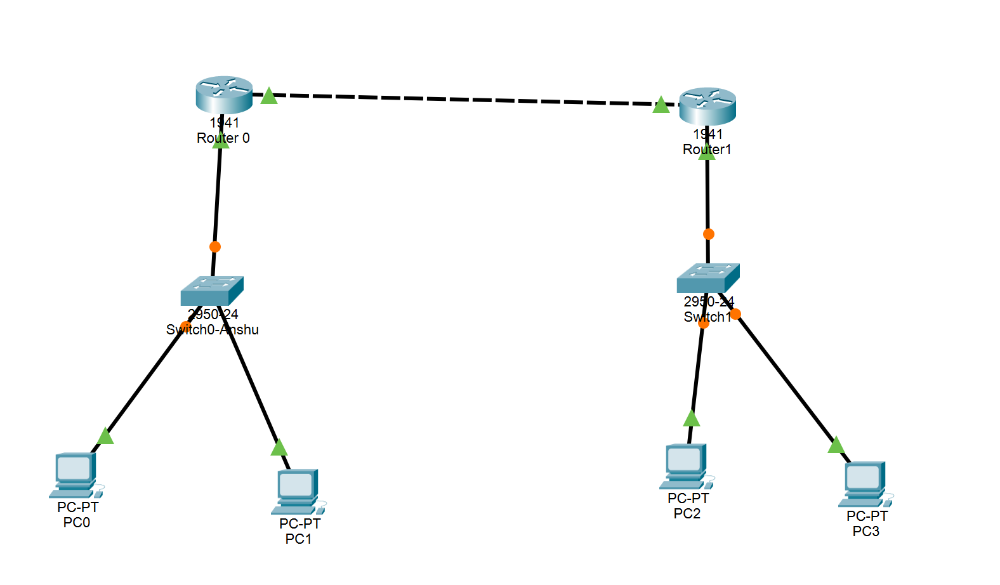 1941
Router 0
1941
Router1
2950-24
Switch0-Anshu
2950-24
Switch1
PC-PT
PC0
PC-PT
PC1
PC-PT
PC2
PC-PT
PC3